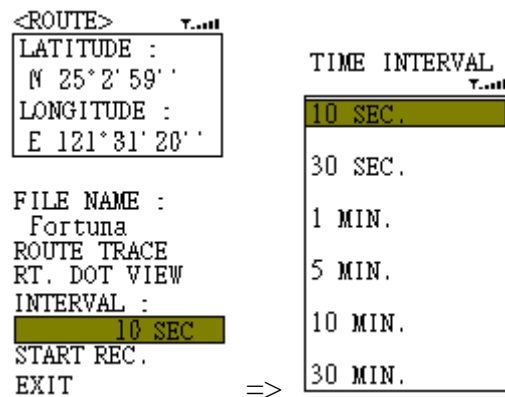 <ROUTE>
LATITUDE :
N 25°2'59''
LONGITUDE :
E 121°31'20''
FILE NAME :
Fortuna
ROUTE TRACE
RT. DOT VIEW
INTERVAL :
10 SEC
START REC.
EXIT
=>
TIME INTERVAL
10 SEC.
30 SEC.
1 MIN.
5 MIN.
10 MIN.
30 MIN.